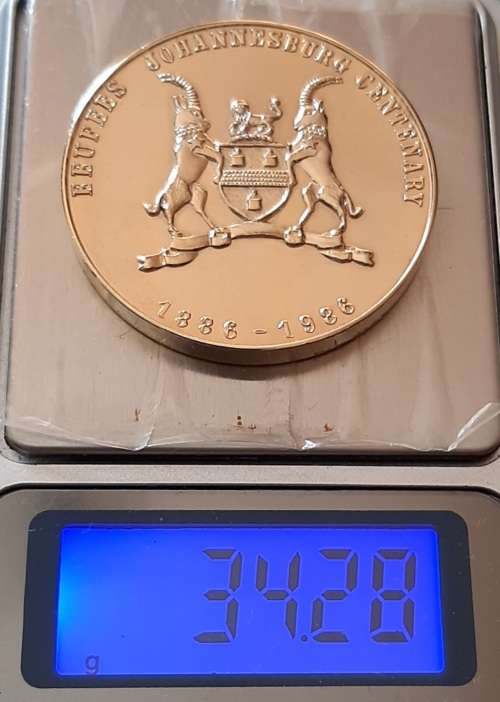 EEUFEES JOHANNESBURG CENTENARY
1886 - 1986
34.28
g